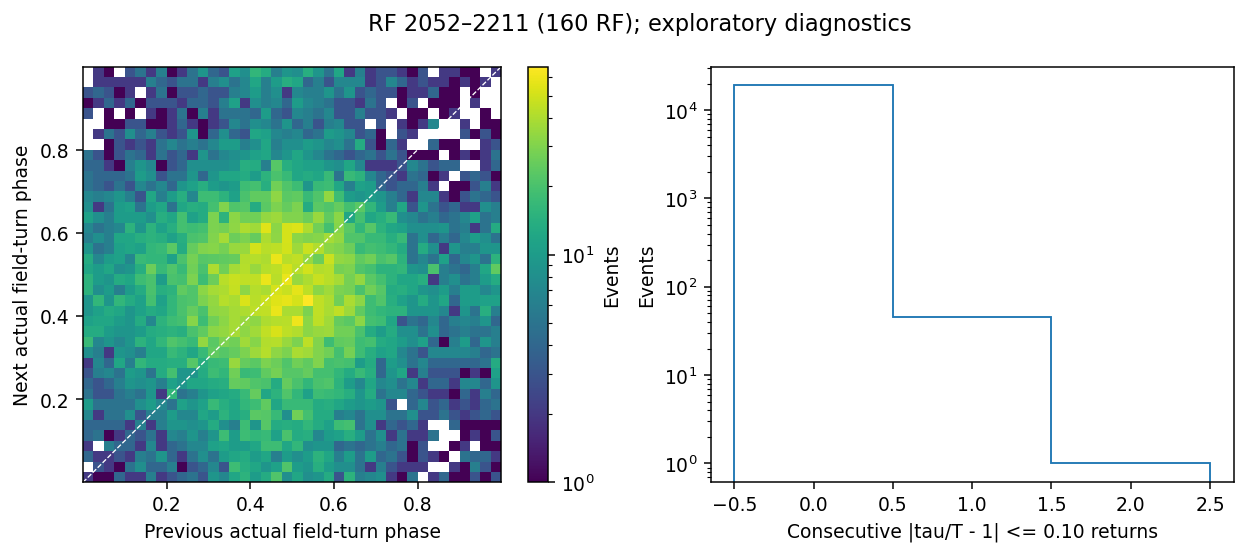 RF 2052–2211 (160 RF); exploratory diagnostics
Next actual field-turn phase
0.8
0.6
0.4
0.2
0.2 0.4 0.6 0.8
Previous actual field-turn phase
10¹
10⁰
Events
Events
10⁴
10³
10²
10¹
10⁰
−0.5 0.0 0.5 1.0 1.5 2.0 2.5
Consecutive |tau/T - 1| <= 0.10 returns